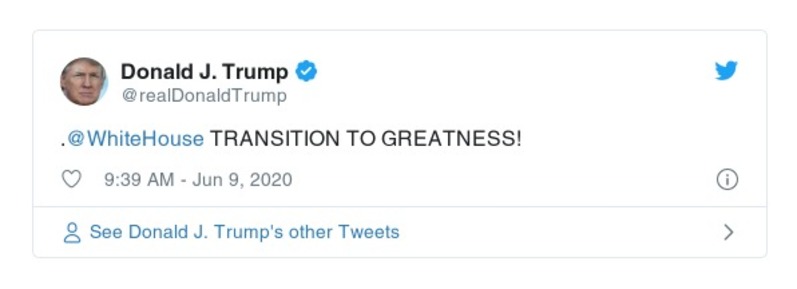 Donald J. Trump
@realDonaldTrump
.@WhiteHouse TRANSITION TO GREATNESS!
9:39 AM - Jun 9, 2020
See Donald J. Trump's other Tweets